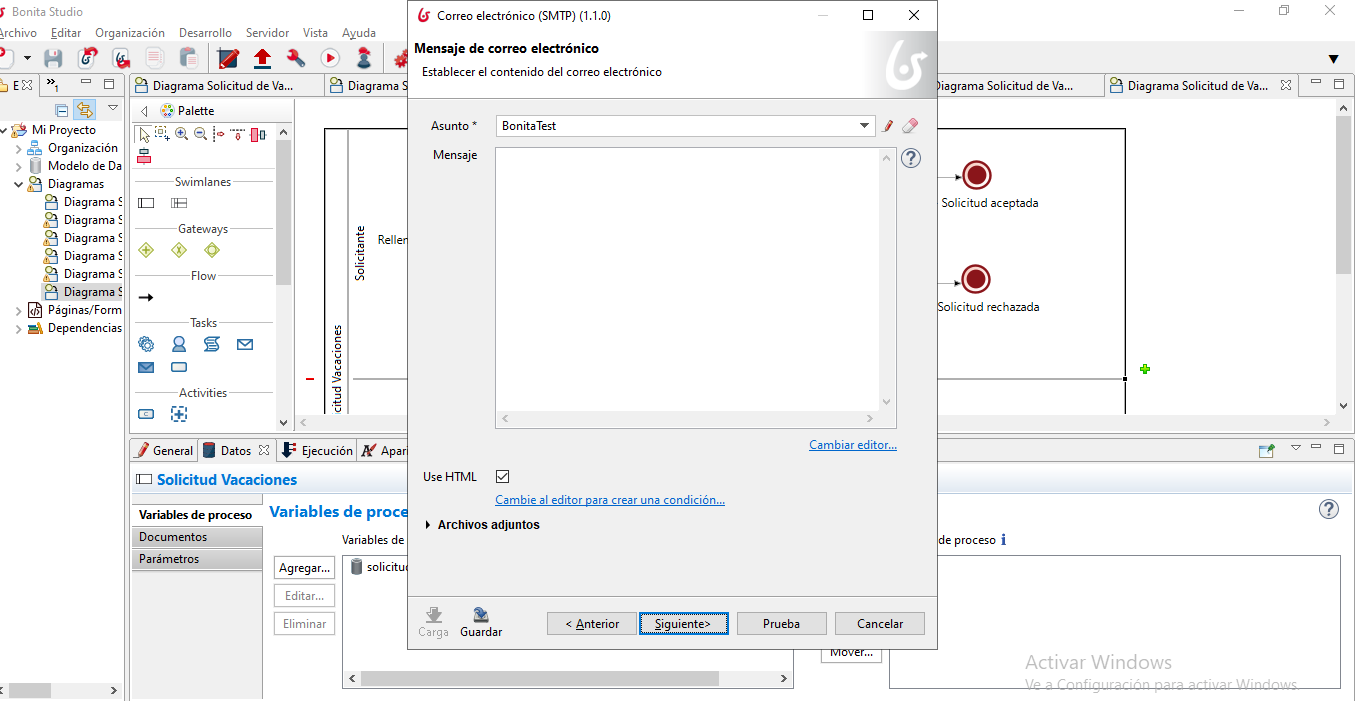 Bonita Studio
Archivo Editar Organización Desarrollo Servidor Vista Ayuda
Correo electrónico (SMTP) (1.1.0)
Mensaje de correo electrónico
Establecer el contenido del correo electrónico
Asunto *
BonitaTest
Mensaje
Cambiar editor...
Use HTML
Cambie al editor para crear una condición...
Archivos adjuntos
Carga
Guardar
< Anterior
Siguiente>
Prueba
Cancelar
E
1
Diagrama Solicitud de Va...
Diagrama S
Diagrama Solicitud de Va...
Diagrama Solicitud de Va...
Mi Proyecto
Organización
Modelo de Da
Diagramas
Diagrama S
Diagrama S
Diagrama S
Diagrama S
Diagrama S
Diagrama S
Páginas/Form
Dependencias
Palette
Swimlanes
Gateways
Flow
Tasks
Activities
Solicitante
Reller
citud Vacaciones
Solicitud aceptada
Solicitud rechazada
General
Datos
Ejecución
Apari
Solicitud Vacaciones
Variables de proceso
Documentos
Parámetros
Variables de proce
Variables de
de proceso
Agregar...
Editar...
Eliminar
solicitud
Mover...
Activar Windows
Ve a Configuración para activar Windows.